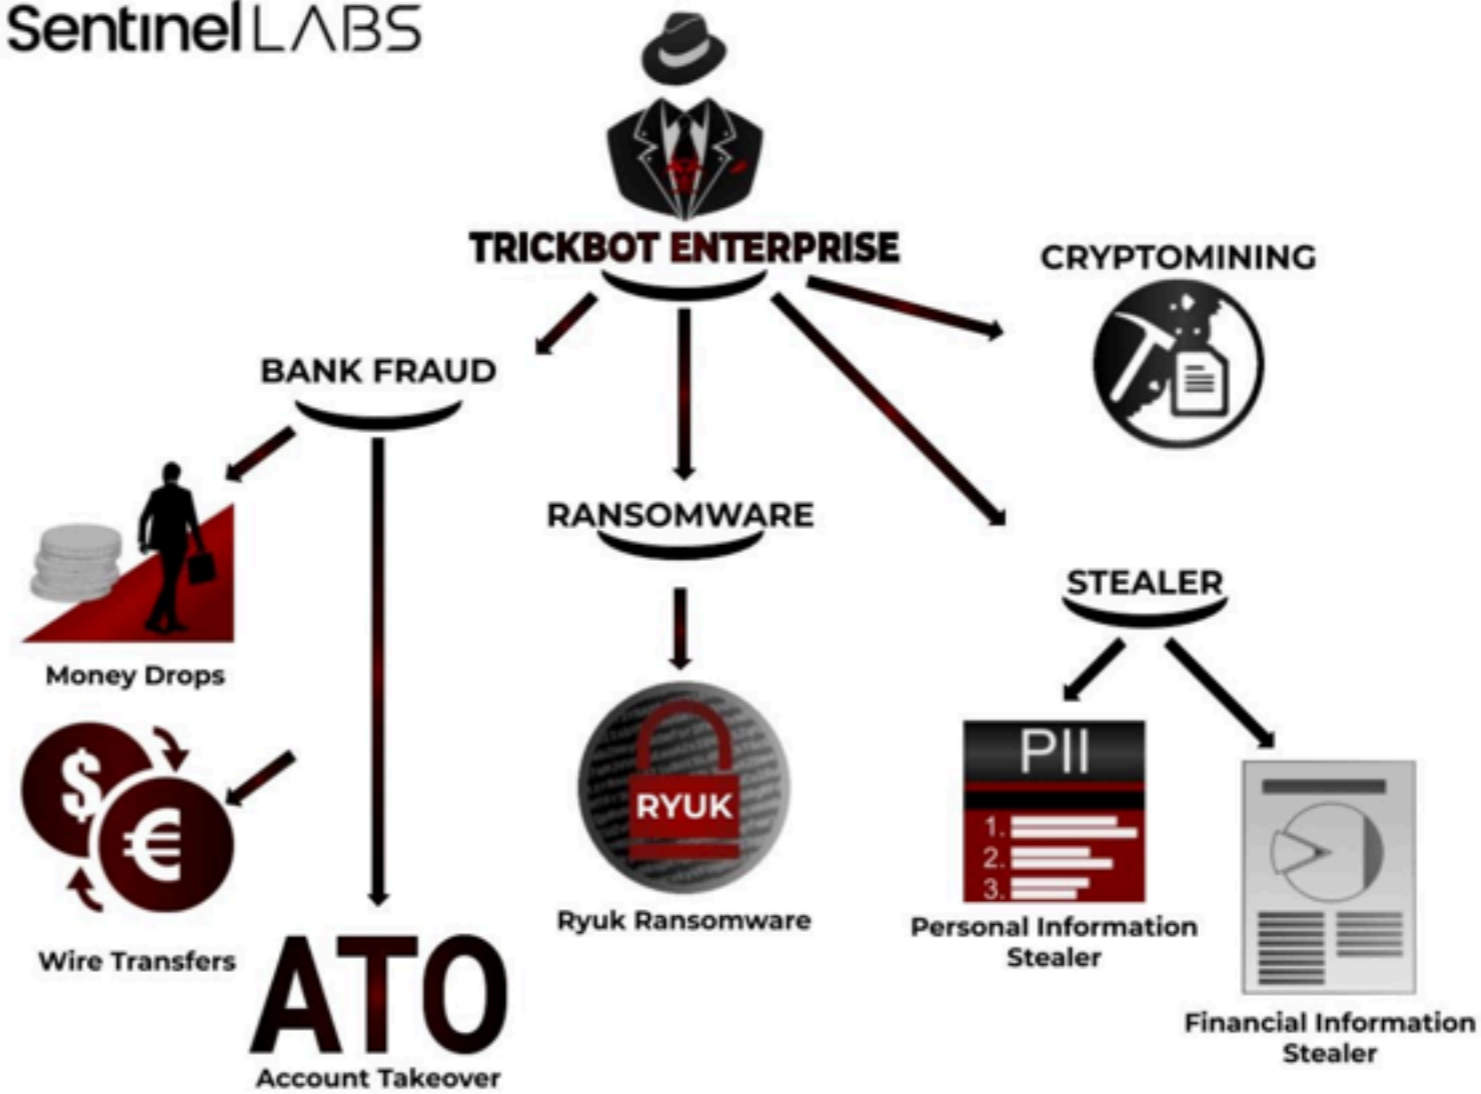 SentinelLABS
TRICKBOT ENTERPRISE
CRYPTOMINING
BANK FRAUD
RANSOMWARE
STEALER
Money Drops
$
€
Wire Transfers
ATO
Account Takeover
RYUK
Ryuk Ransomware
PII
1.
2.
3.
Personal Information
Stealer
Financial Information
Stealer